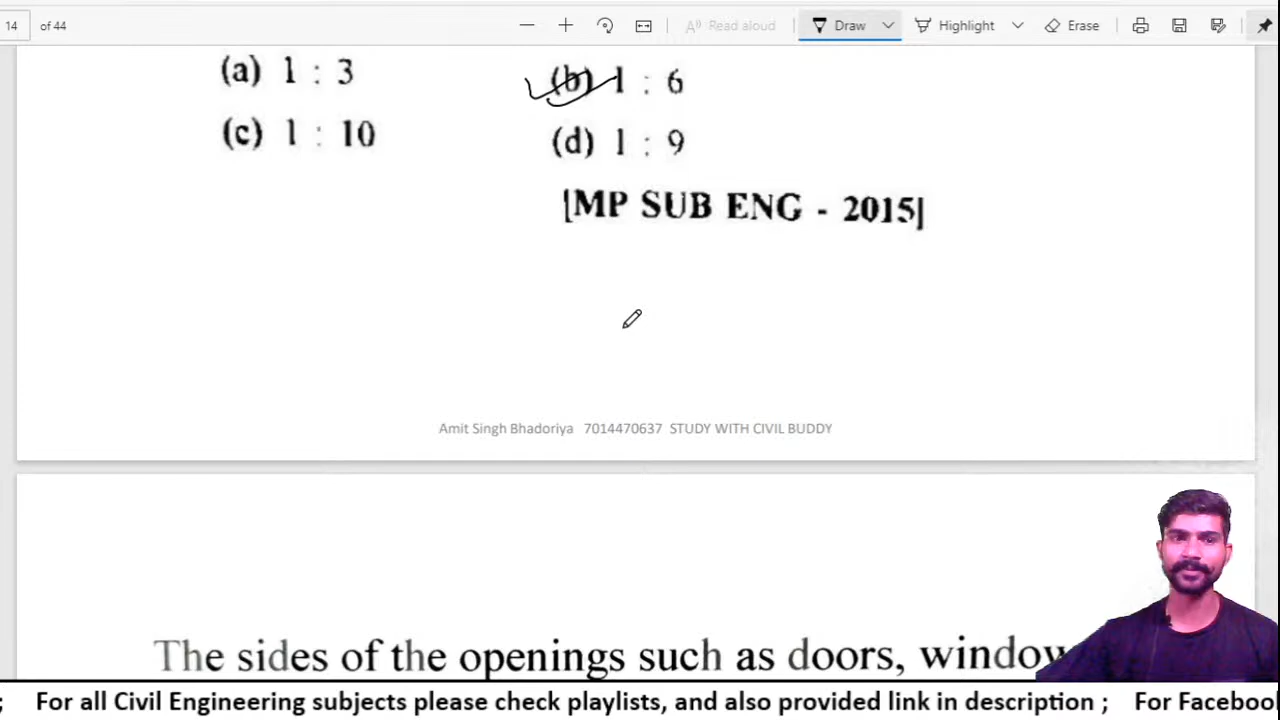 14 of 44 Read aloud Draw Highlight Erase
(a) 1 : 3 (b) 1 : 6
(c) 1 : 10 (d) 1 : 9
[MP SUB ENG - 2015]
Amit Singh Bhadoriya 7014470637 STUDY WITH CIVIL BUDDY
The sides of the openings such as doors, window
; For all Civil Engineering subjects please check playlists, and also provided link in description ; For Faceboo